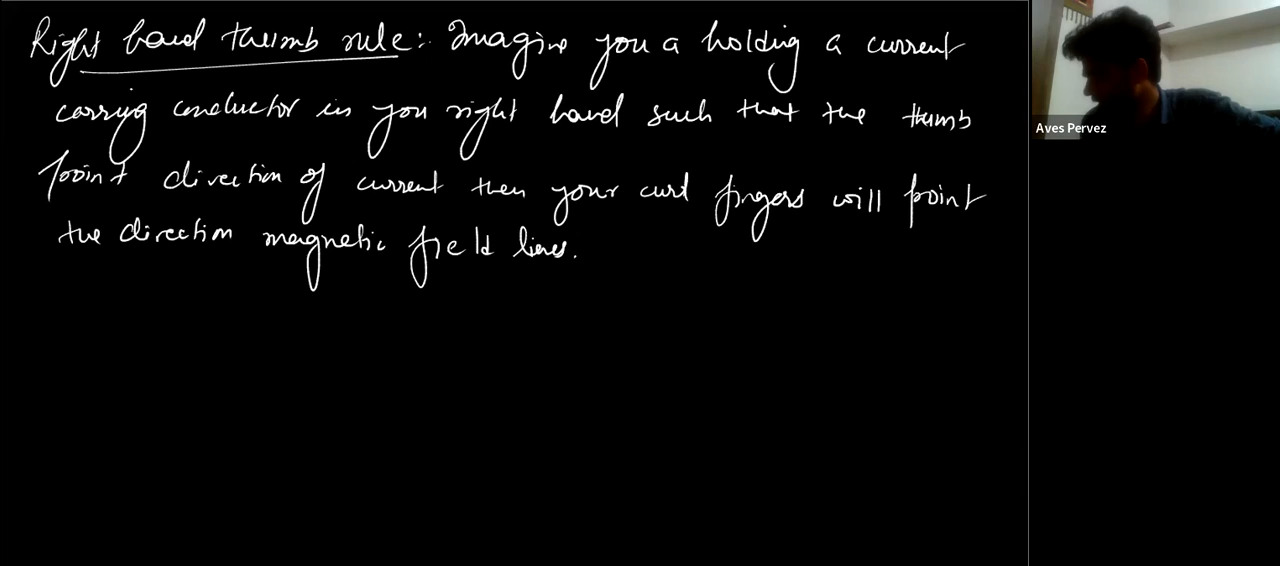 Right hand thumb rule: Imagine you a holding a current
carrying conductor in you right hand such that the thumb
point direction of current then your curl fingers will point
the direction magnetic field lines.
Aves Pervez